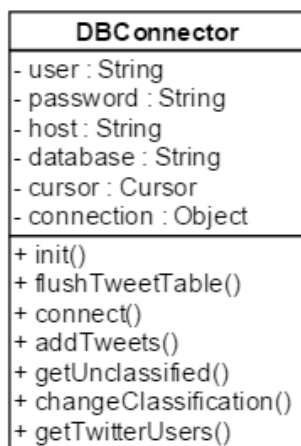 DBConnector
- user : String
- password : String
- host : String
- database : String
- cursor : Cursor
- connection : Object
+ init()
+ flushTweetTable()
+ connect()
+ addTweets()
+ getUnclassified()
+ changeClassification()
+ getTwitterUsers()